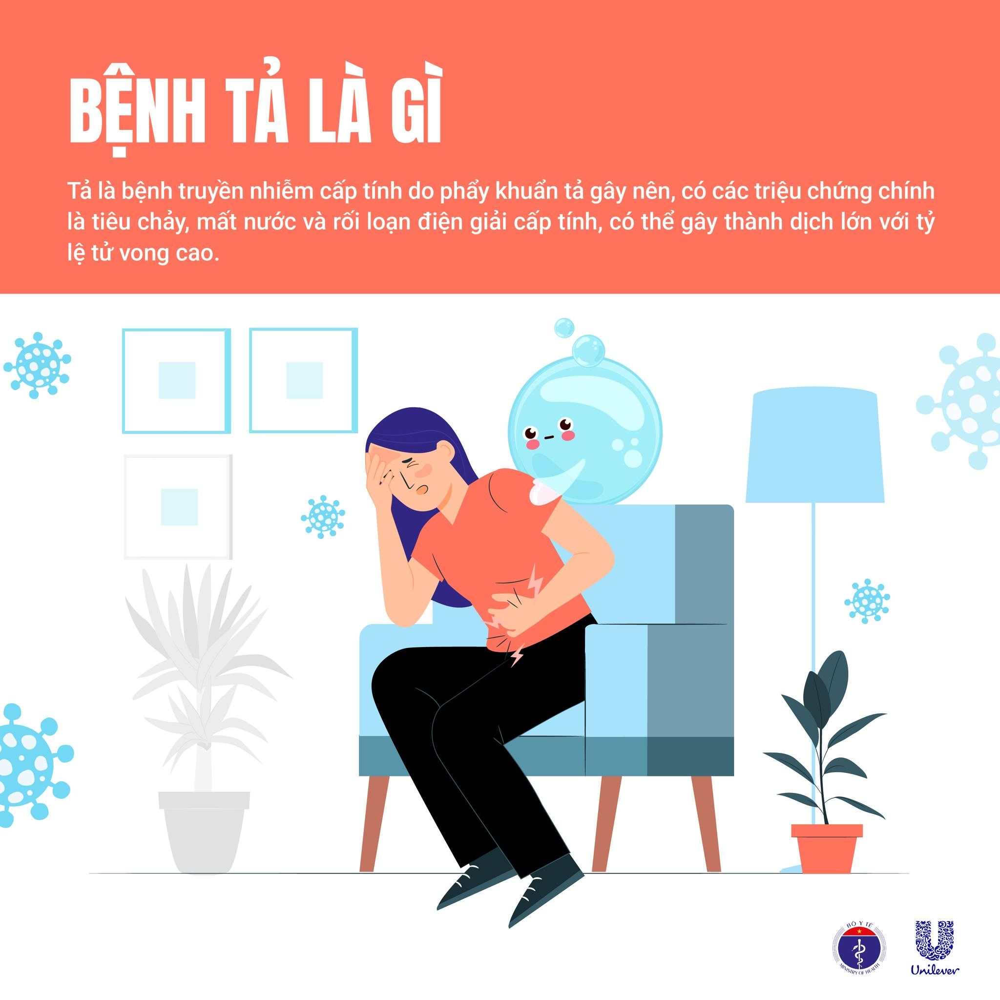 BỆNH TẢ LÀ GÌ
Tả là bệnh truyền nhiễm cấp tính do phẩy khuẩn tả gây nên, có các triệu chứng chính
là tiêu chảy, mất nước và rối loạn điện giải cấp tính, có thể gây thành dịch lớn với tỷ
lệ tử vong cao.
BỘ Y TẾ
MINISTRY OF HEALTH
Unilever